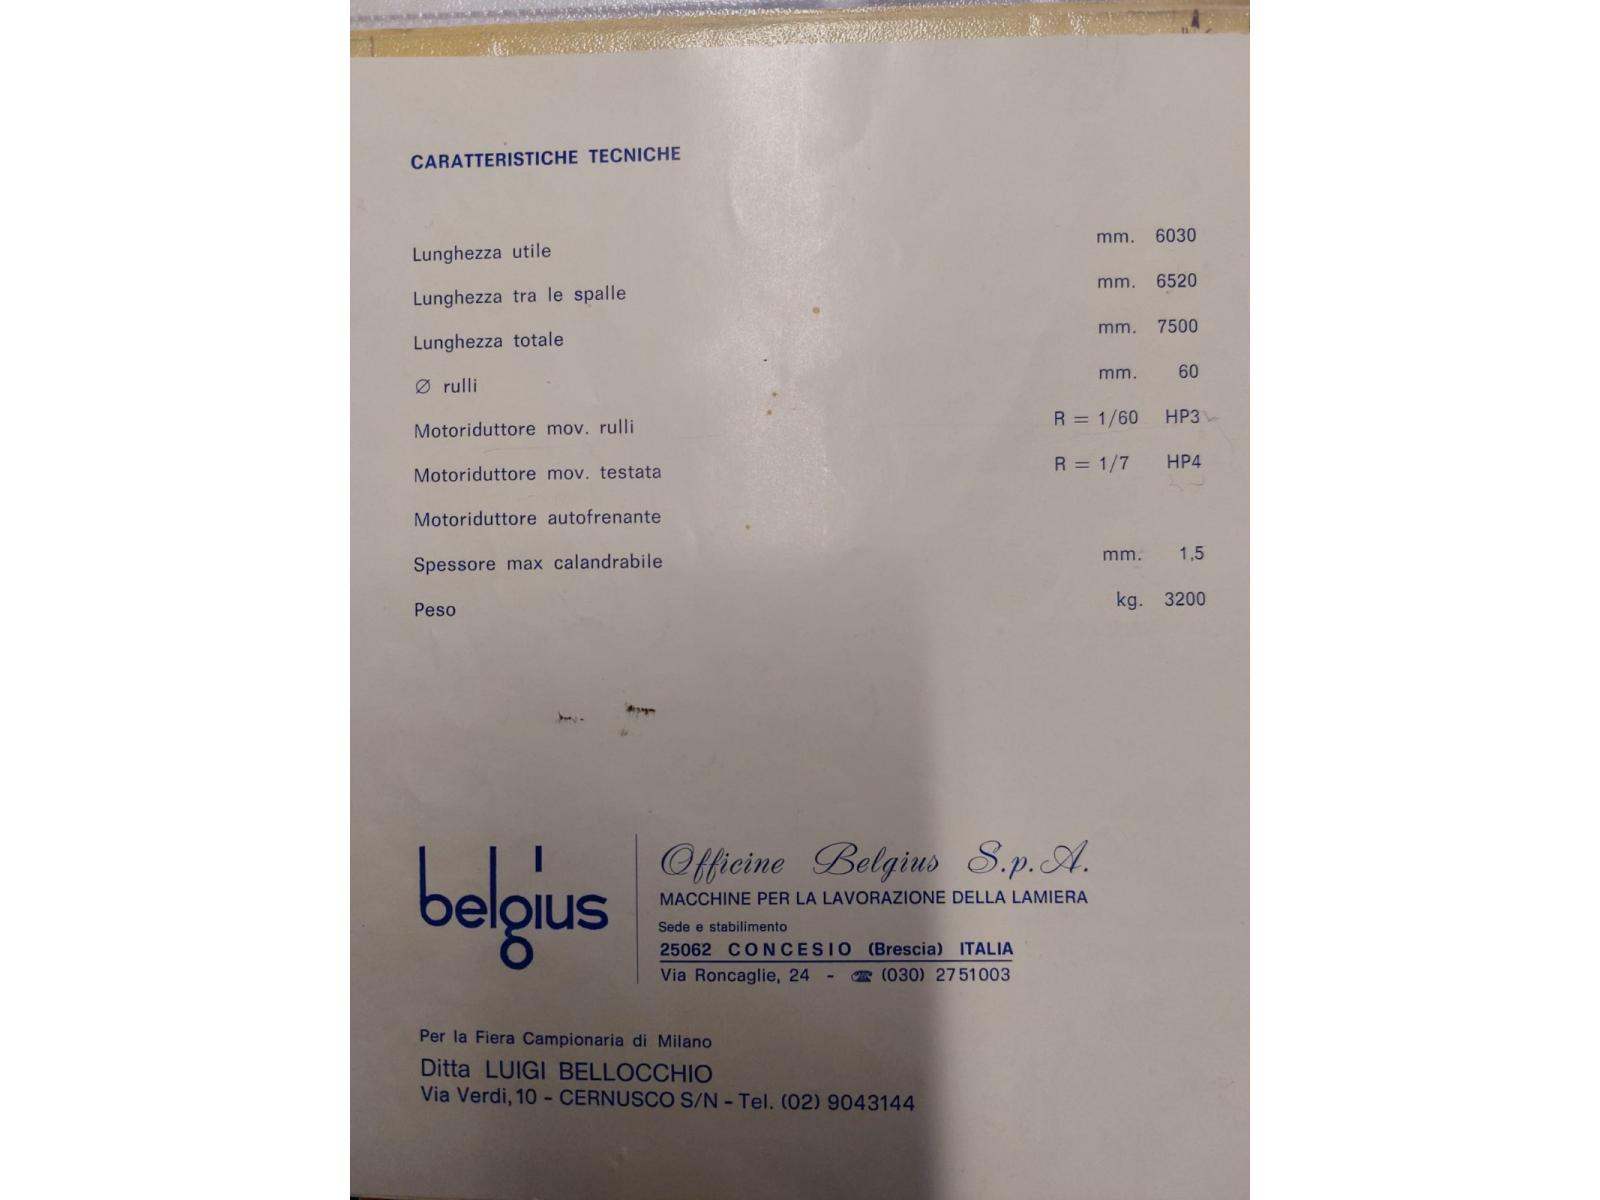 CARATTERISTICHE TECNICHE
Lunghezza utile mm. 6030
Lunghezza tra le spalle mm. 6520
Lunghezza totale mm. 7500
Ø rulli mm. 60
Motoriduttore mov. rulli R = 1/60 HP3
Motoriduttore mov. testata R = 1/7 HP4
Motoriduttore autofrenante
Spessore max calandrabile mm. 1,5
Peso kg. 3200
belgius
Officine Belgius S.p.A.
MACCHINE PER LA LAVORAZIONE DELLA LAMIERA
Sede e stabilimento
25062 CONCESIO (Brescia) ITALIA
Via Roncaglie, 24 - ☎ (030) 2751003
Per la Fiera Campionaria di Milano
Ditta LUIGI BELLOCCHIO
Via Verdi, 10 - CERNUSCO S/N - Tel. (02) 9043144